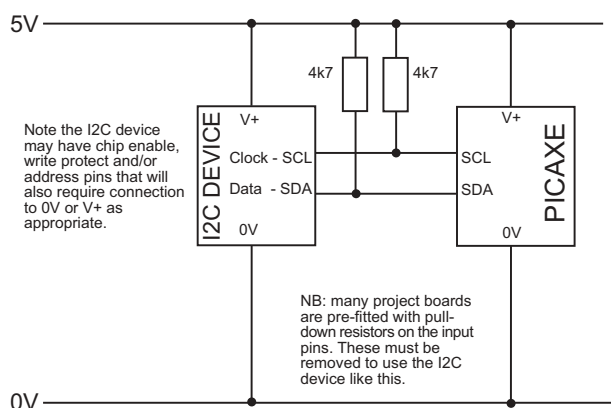 5V
4k7
4k7
V+
Clock - SCL
Data - SDA
0V
I2C DEVICE
Note the I2C device
may have chip enable,
write protect and/or
address pins that will
also require connection
to 0V or V+ as
appropriate.
V+
SCL
SDA
0V
PICAXE
NB: many project boards
are pre-fitted with pull-
down resistors on the input
pins. These must be
removed to use the I2C
device like this.
0V